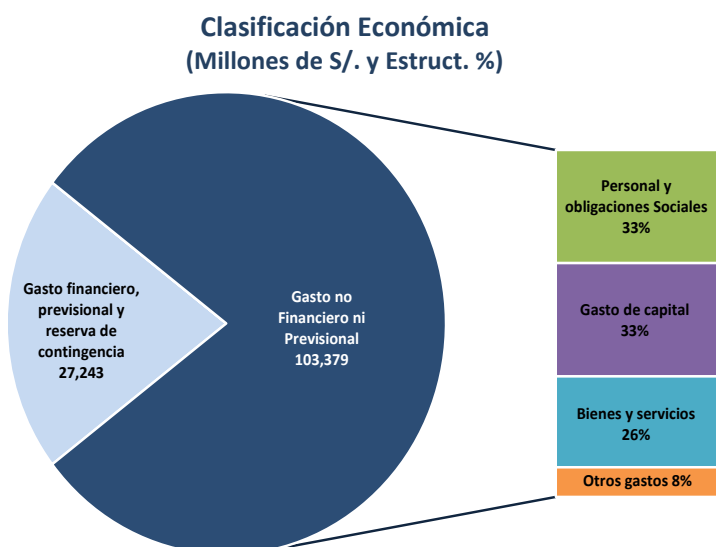 Clasificación Económica
(Millones de S/. y Estruct. %)
Gasto financiero,
previsional y
reserva de
contingencia
27,243
Gasto no
Financiero ni
Previsional
103,379
Personal y
obligaciones Sociales
33%
Gasto de capital
33%
Bienes y servicios
26%
Otros gastos 8%